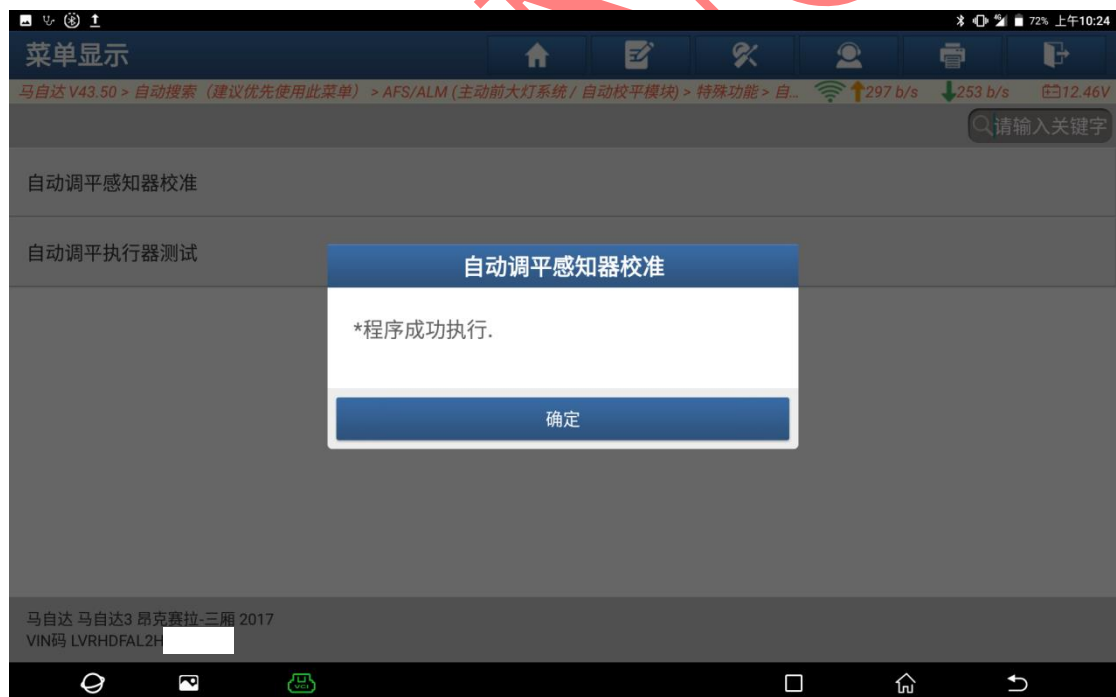 72% 上午10:24
菜单显示
马自达 V43.50 > 自动搜索（建议优先使用此菜单）> AFS/ALM (主动前大灯系统 / 自动校平模块) > 特殊功能 > 自... 297 b/s 253 b/s 12.46V
请输入关键字
自动调平感知器校准
自动调平执行器测试
自动调平感知器校准
*程序成功执行.
确定
马自达 马自达3 昂克赛拉-三厢 2017
VIN码 LVRHDFAL2H
VCI